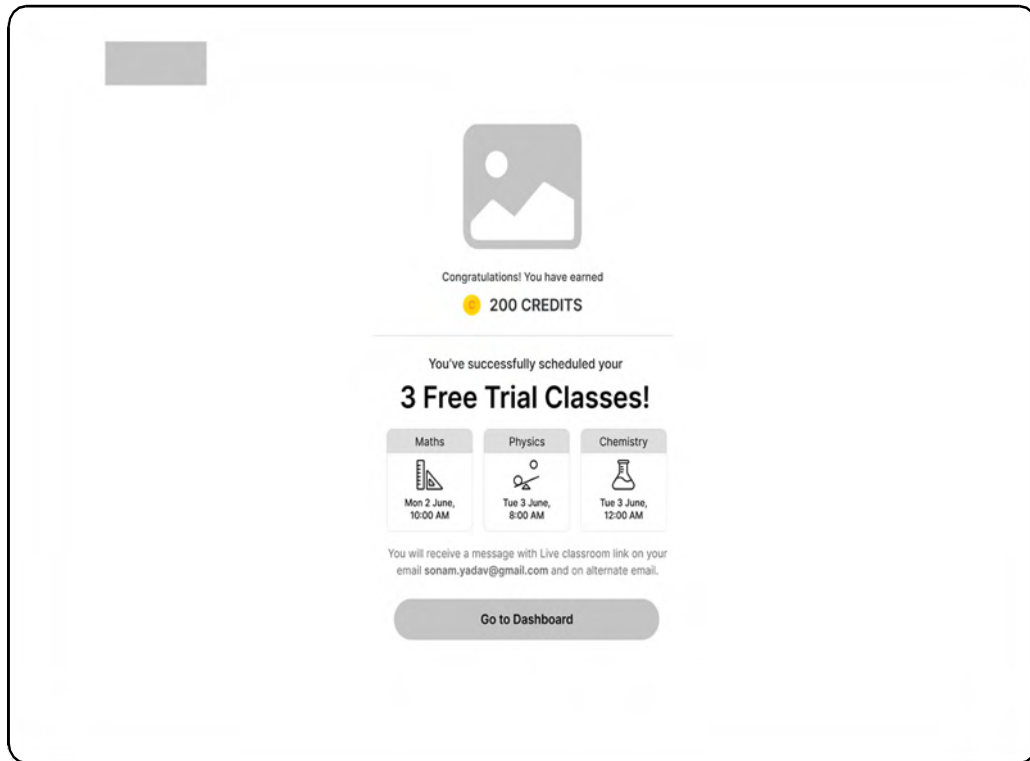 Congratulations! You have earned
C 200 CREDITS
You've successfully scheduled your
3 Free Trial Classes!
Maths Physics Chemistry
Mon 2 June, Tue 3 June, Tue 3 June,
10:00 AM 8:00 AM 12:00 AM
You will receive a message with Live classroom link on your
email sonam.yadav@gmail.com and on alternate email.
Go to Dashboard